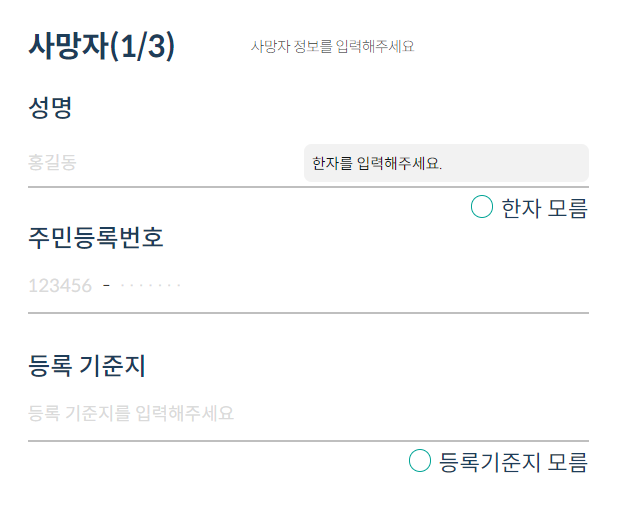 사망자(1/3) 사망자 정보를 입력해주세요
성명
홍길동 한자를 입력해주세요.
한자 모름
주민등록번호
123456 - ·······
등록 기준지
등록 기준지를 입력해주세요
등록기준지 모름